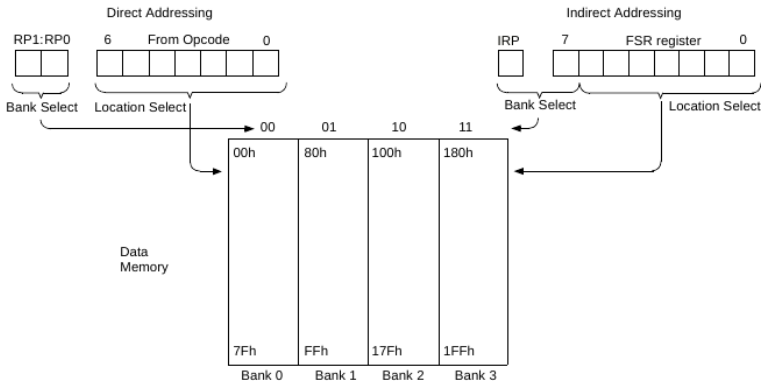 Direct Addressing
Indirect Addressing
RP1:RP0 6 From Opcode 0
IRP 7 FSR register 0
Bank Select Location Select
Bank Select Location Select
00 01 10 11
00h 80h 100h 180h
Data
Memory
7Fh FFh 17Fh 1FFh
Bank 0 Bank 1 Bank 2 Bank 3